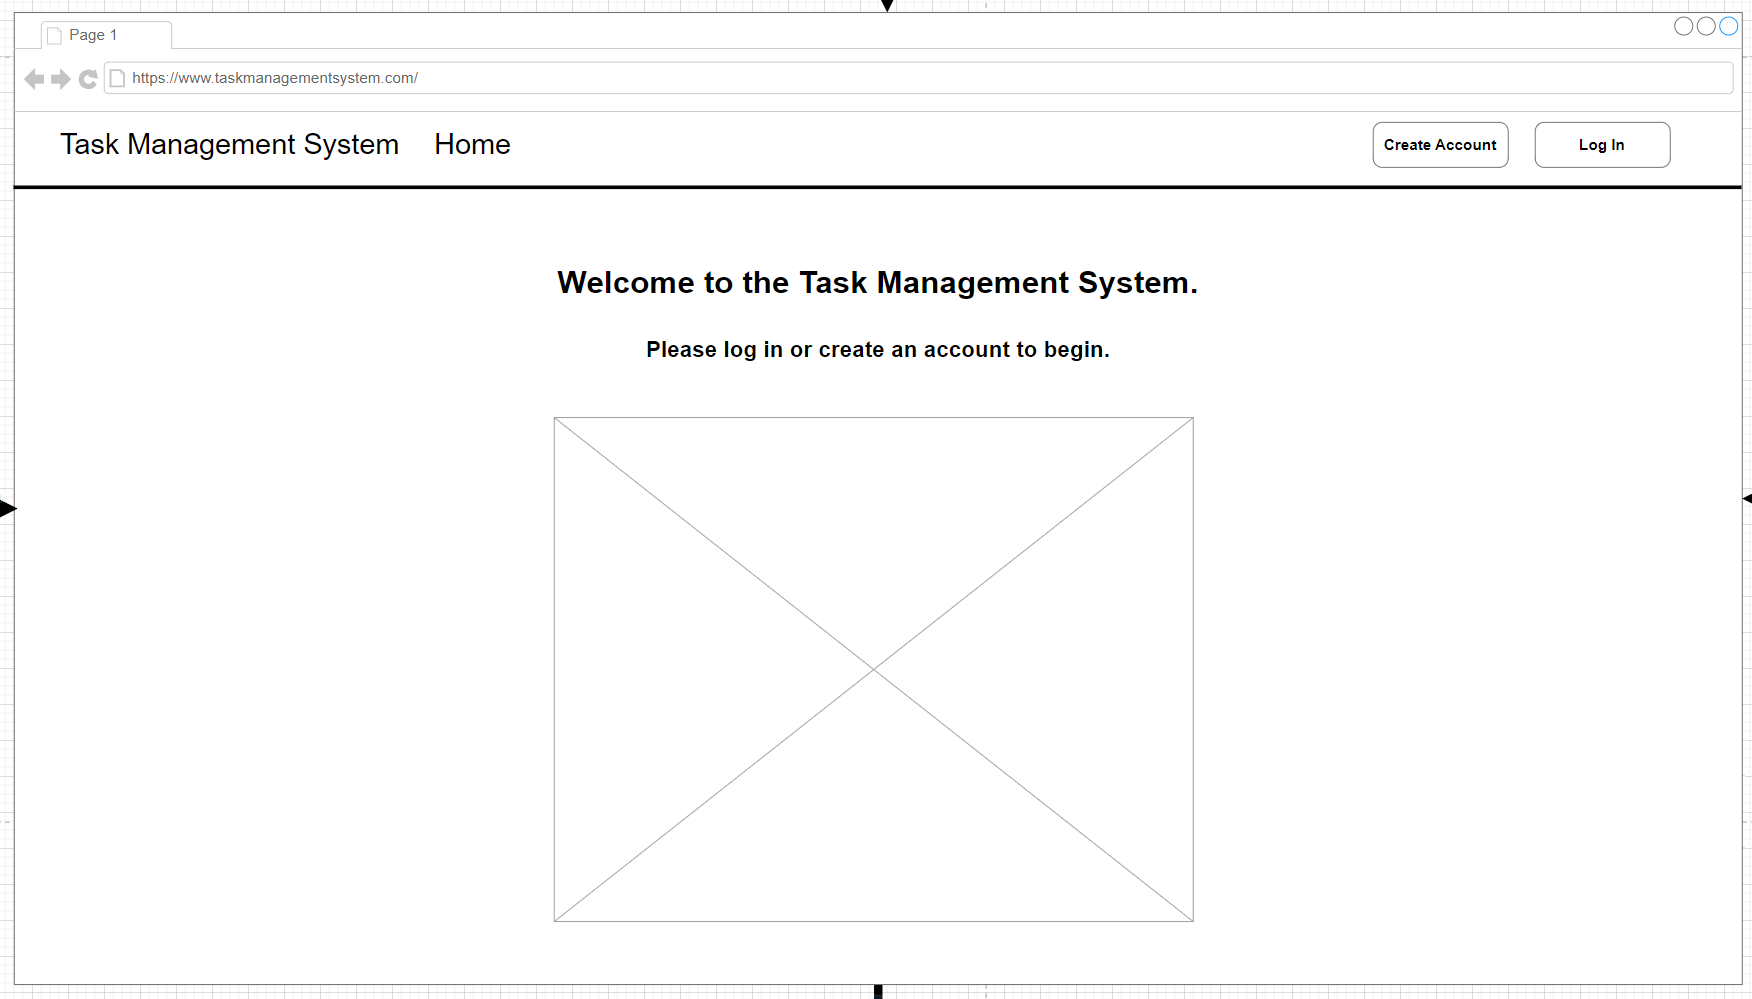 Page 1
https://www.taskmanagementsystem.com/
Task Management System Home Create Account Log In
Welcome to the Task Management System.
Please log in or create an account to begin.